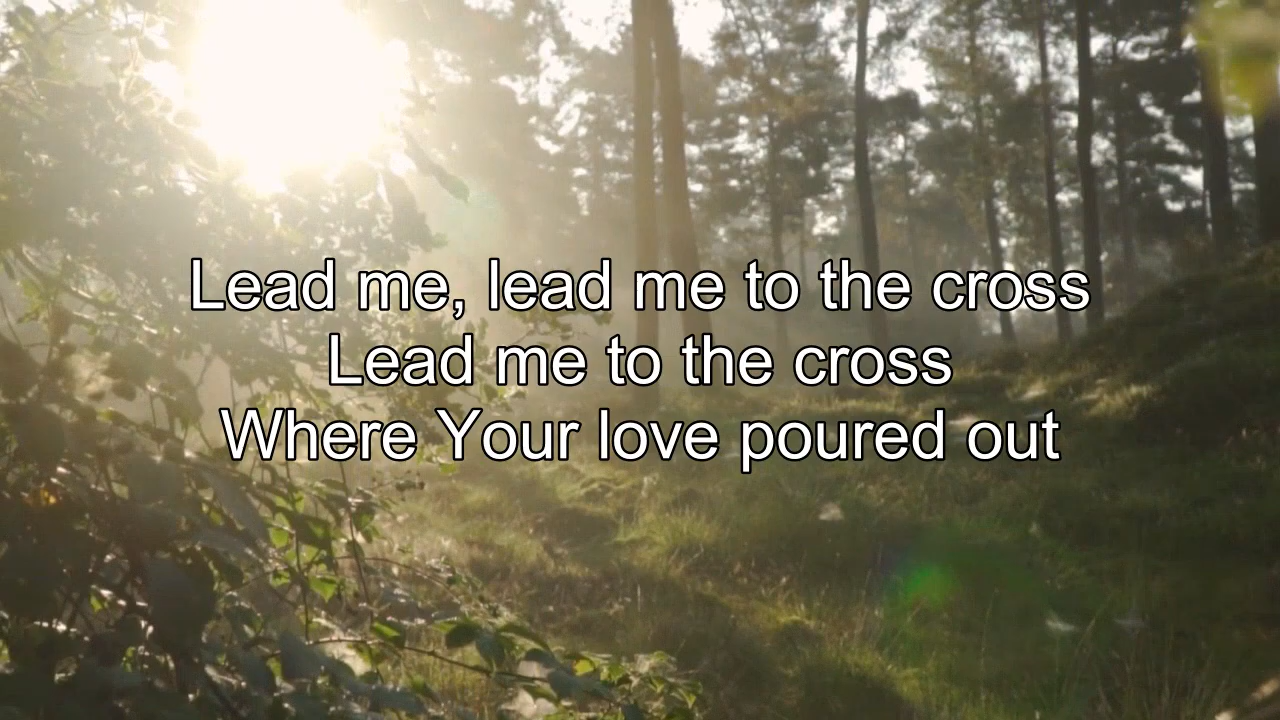 Lead me, lead me to the cross
Lead me to the cross
Where Your love poured out